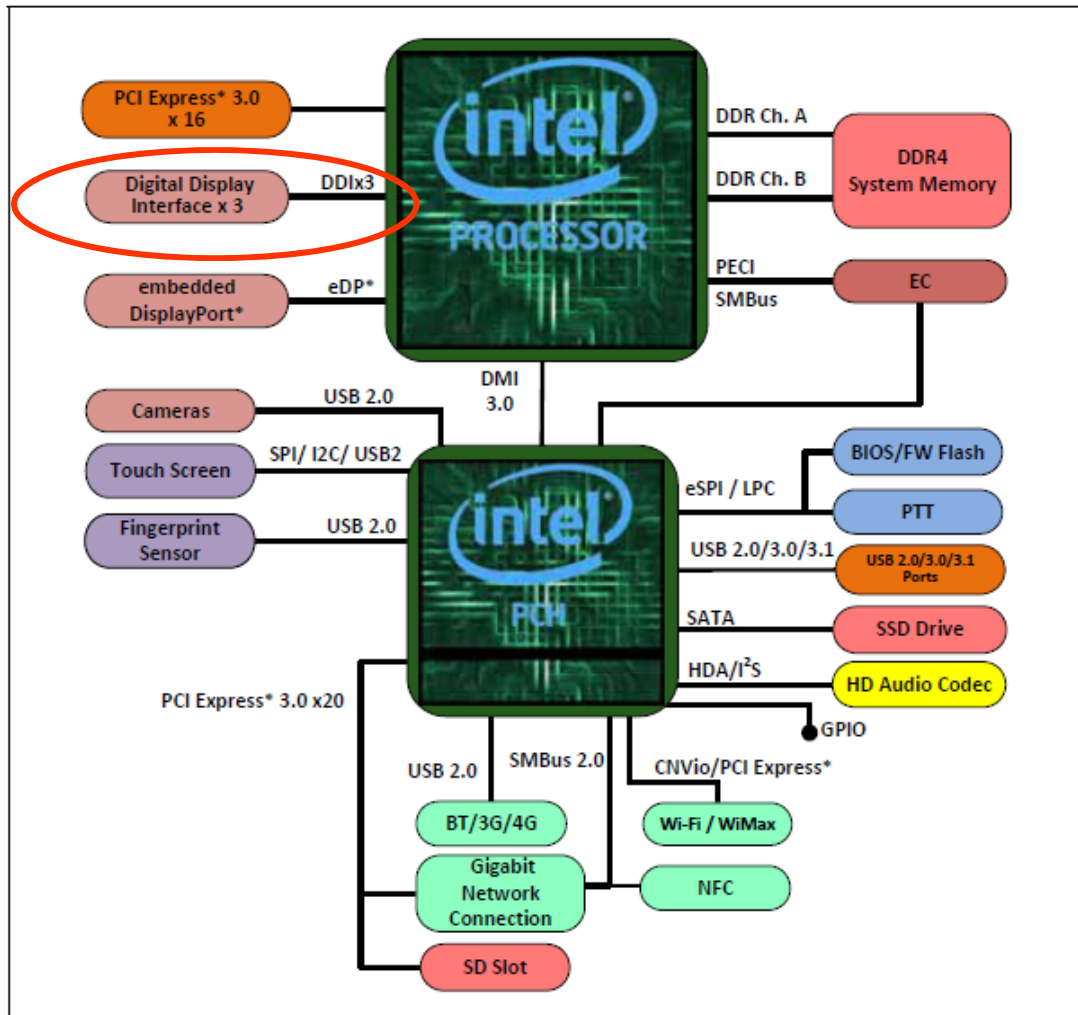 PCI Express* 3.0
x 16
intel®
PROCESSOR
DDR Ch. A
DDR Ch. B
DDR4
System Memory
Digital Display
Interface x 3
DDIx3
PECI
SMBus
EC
embedded
DisplayPort*
eDP*
DMI
3.0
Cameras
USB 2.0
Touch Screen
SPI/ I2C/ USB2
Fingerprint
Sensor
USB 2.0
intel
PCH
eSPI / LPC
BIOS/FW Flash
PTT
USB 2.0/3.0/3.1
USB 2.0/3.0/3.1
Ports
SATA
SSD Drive
HDA/I²S
HD Audio Codec
GPIO
PCI Express* 3.0 x20
USB 2.0
SMBus 2.0
CNVio/PCI Express*
BT/3G/4G
Wi-Fi / WiMax
Gigabit
Network
Connection
NFC
SD Slot